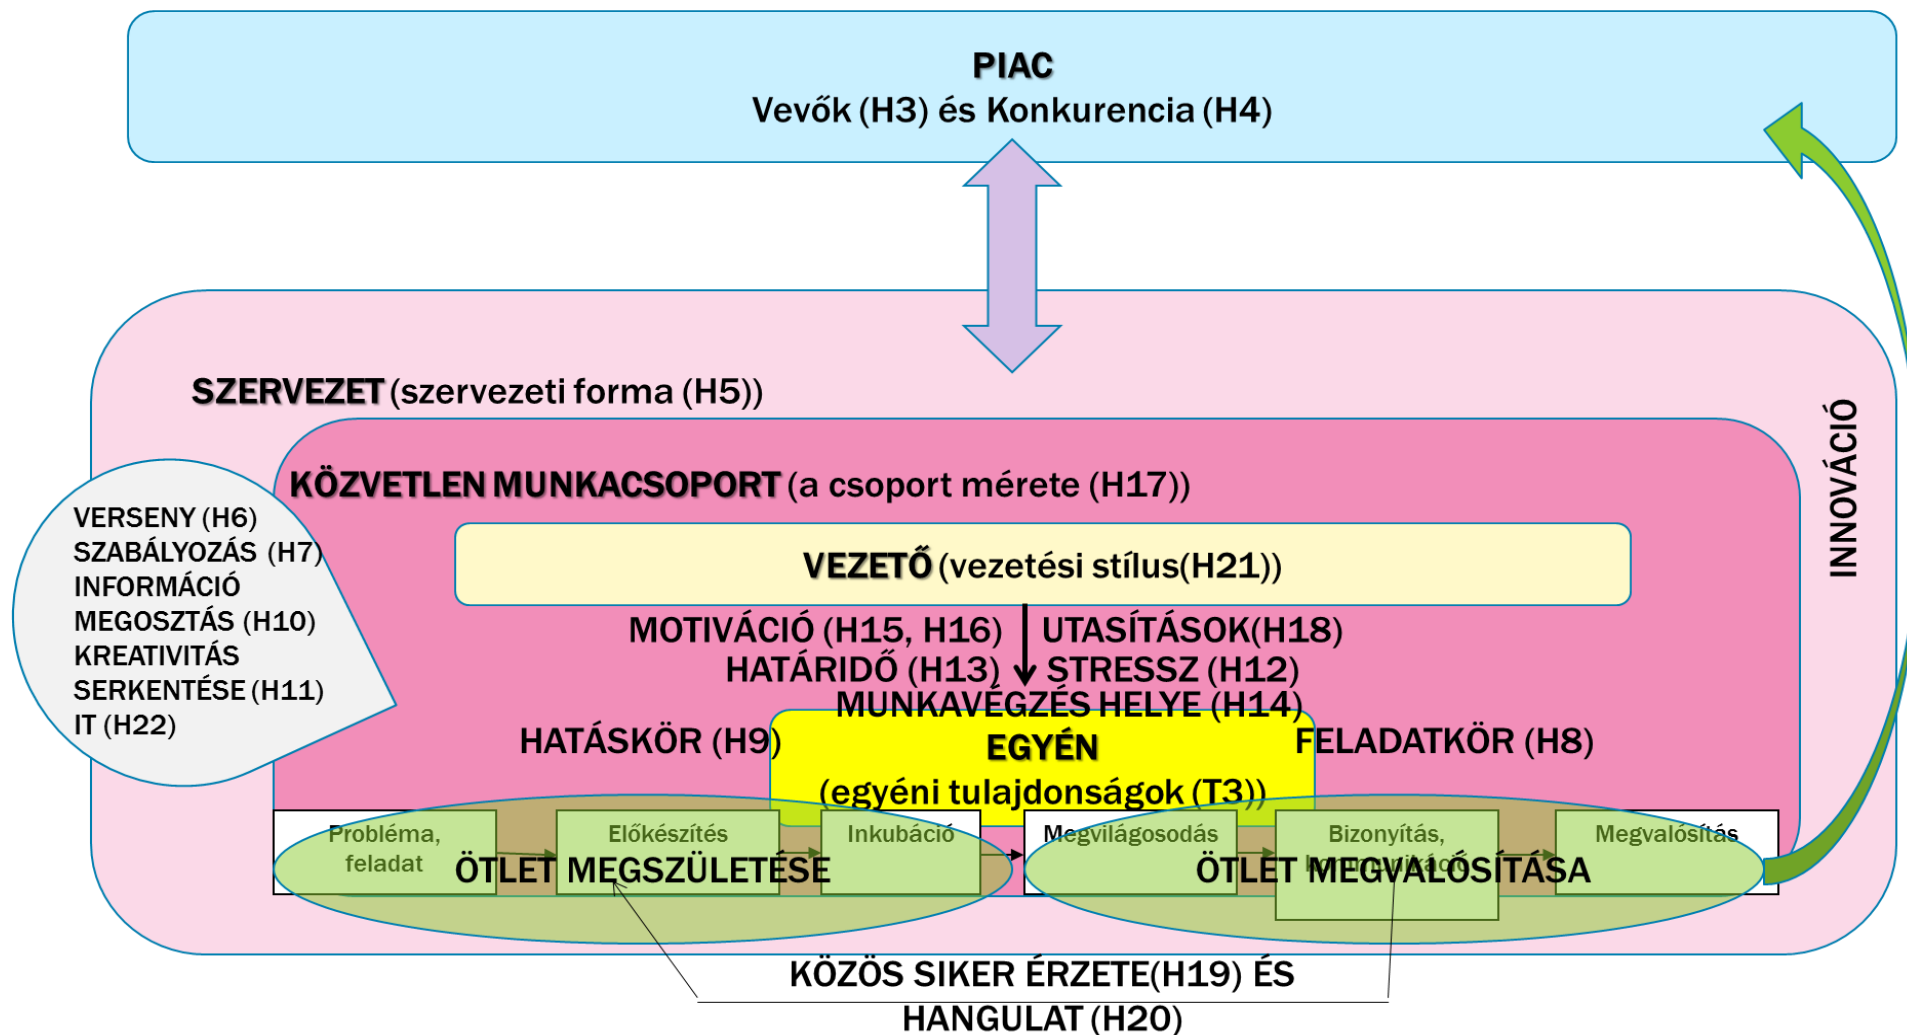 PIAC
Vevők (H3) és Konkurencia (H4)
SZERVEZET (szervezeti forma (H5))
INNOVÁCIÓ
KÖZVETLEN MUNKACSOPORT (a csoport mérete (H17))
VERSENY (H6)
SZABÁLYOZÁS (H7)
INFORMÁCIÓ
MEGOSZTÁS (H10)
KREATIVITÁS
SERKENTÉSE (H11)
IT (H22)
VEZETŐ (vezetési stílus(H21))
MOTIVÁCIÓ (H15, H16)
UTASÍTÁSOK(H18)
HATÁRIDŐ (H13)
STRESSZ (H12)
MUNKAVÉGZÉS HELYE (H14)
HATÁSKÖR (H9)
EGYÉN
FELADATKÖR (H8)
(egyéni tulajdonságok (T3))
Probléma,
feladat
Előkészítés
Inkubáció
Megvilágosodás
Bizonyítás,
kommunikáció
Megvalósítás
ÖTLET MEGSZÜLETÉSE
ÖTLET MEGVALÓSÍTÁSA
KÖZÖS SIKER ÉRZETE(H19) ÉS
HANGULAT (H20)